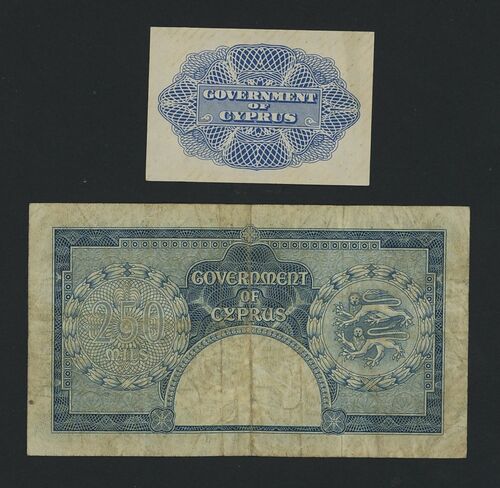 GOVERNMENT
OF
CYPRUS
GOVERNMENT
OF
CYPRUS
250
MILS